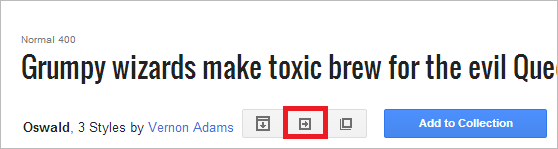 Normal 400
Grumpy wizards make toxic brew for the evil Quee
Oswald, 3 Styles by Vernon Adams
Add to Collection